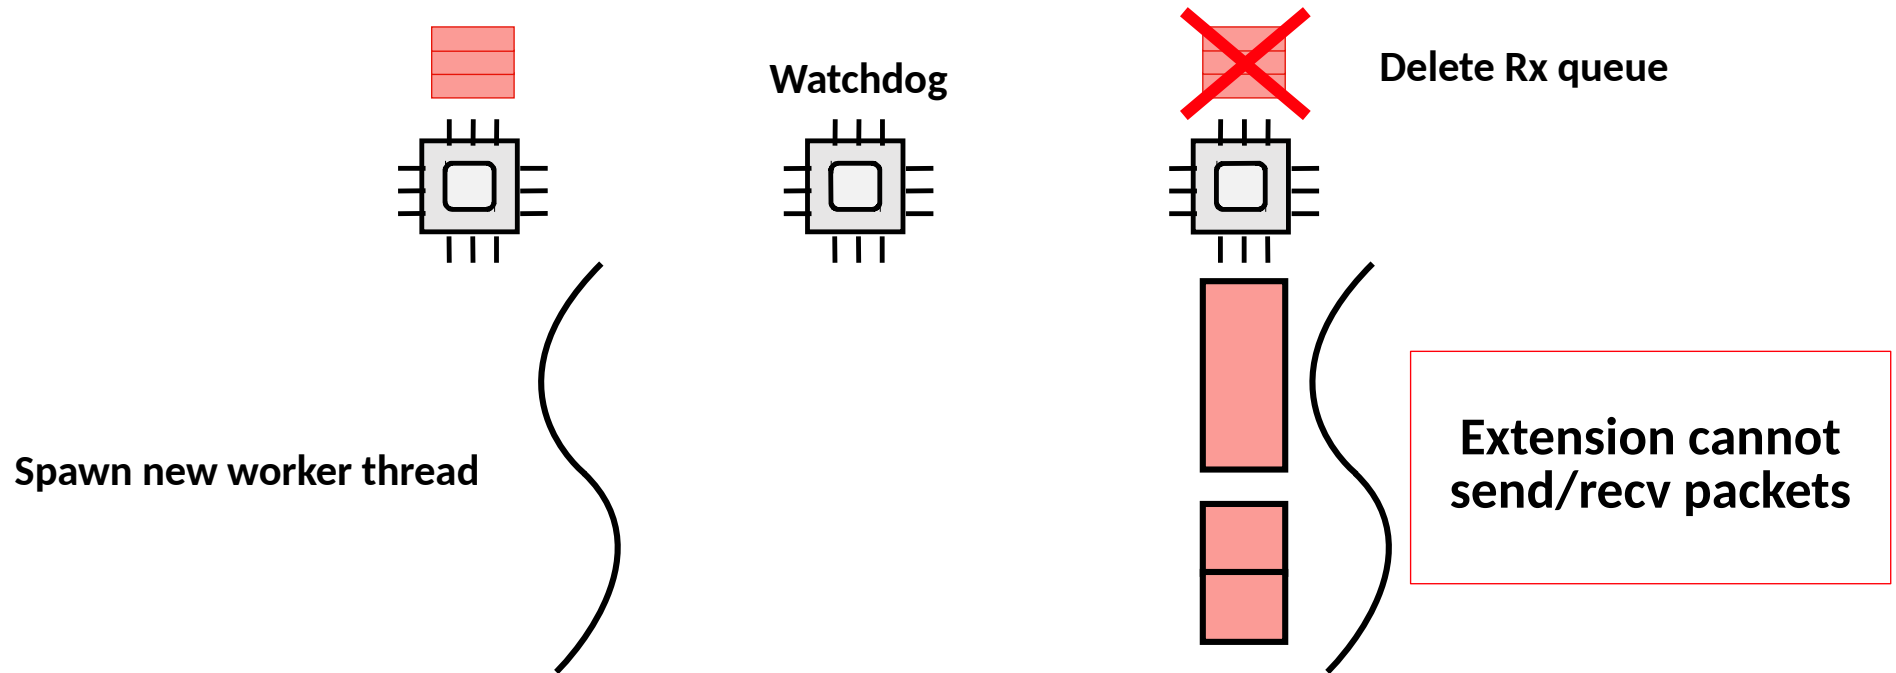 Watchdog
Delete Rx queue
Spawn new worker thread
Extension cannot
send/recv packets